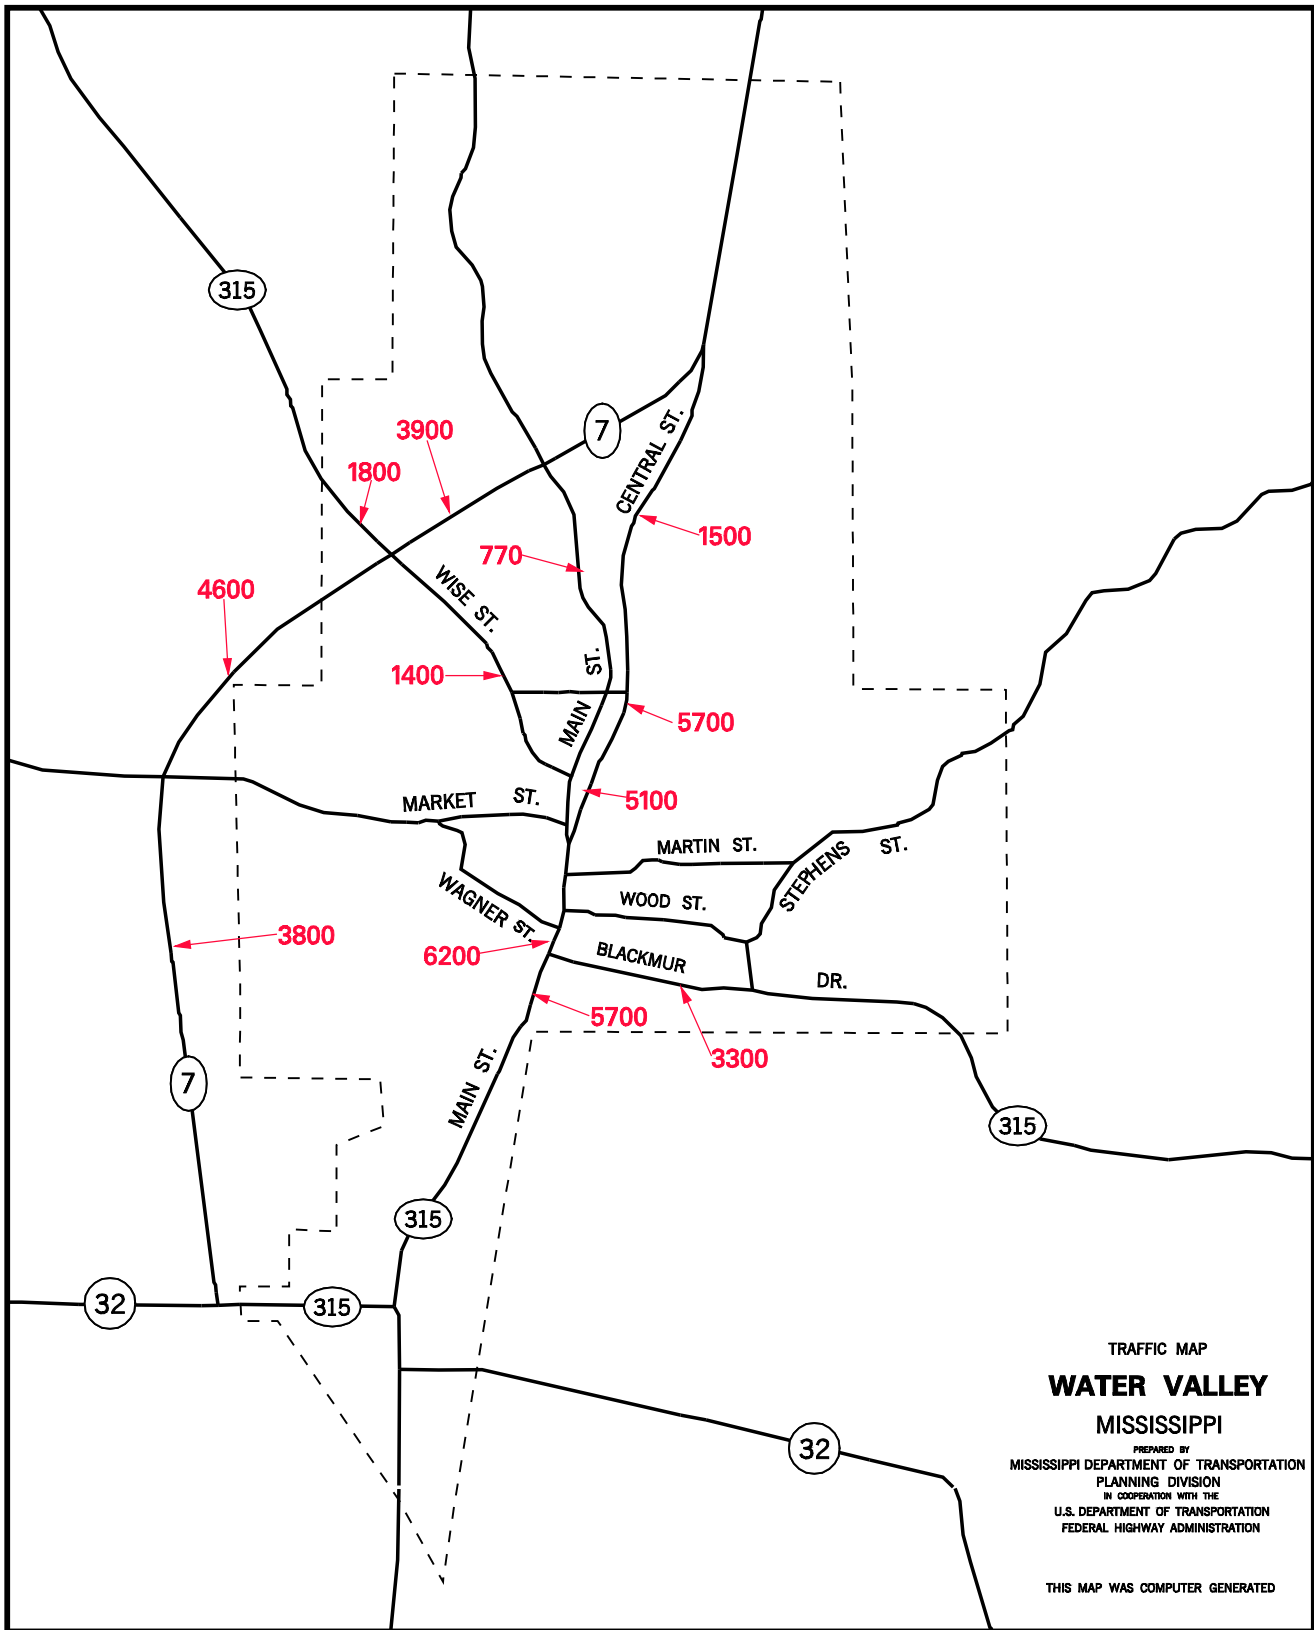 315
7
3900
CENTRAL ST.
1800
1500
770
WISE ST.
4600
1400
MAIN ST.
5700
5100
MARKET ST.
MARTIN ST.
STEPHENS ST.
WAGNER ST.
WOOD ST.
3800
6200
BLACKMUR DR.
5700
3300
7
MAIN ST.
315
315
32
315
32
TRAFFIC MAP
WATER VALLEY
MISSISSIPPI
PREPARED BY
MISSISSIPPI DEPARTMENT OF TRANSPORTATION
PLANNING DIVISION
IN COOPERATION WITH THE
U.S. DEPARTMENT OF TRANSPORTATION
FEDERAL HIGHWAY ADMINISTRATION
THIS MAP WAS COMPUTER GENERATED